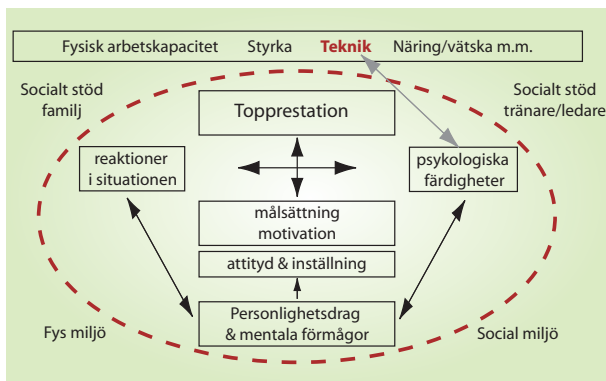 Fysisk arbetskapacitet Styrka Teknik Näring/vätska m.m.
Socialt stöd
familj
Socialt stöd
tränare/ledare
Topprestation
reaktioner
i situationen
psykologiska
färdigheter
målsättning
motivation
attityd & inställning
Personlighetsdrag
& mentala förmågor
Fys miljö
Social miljö